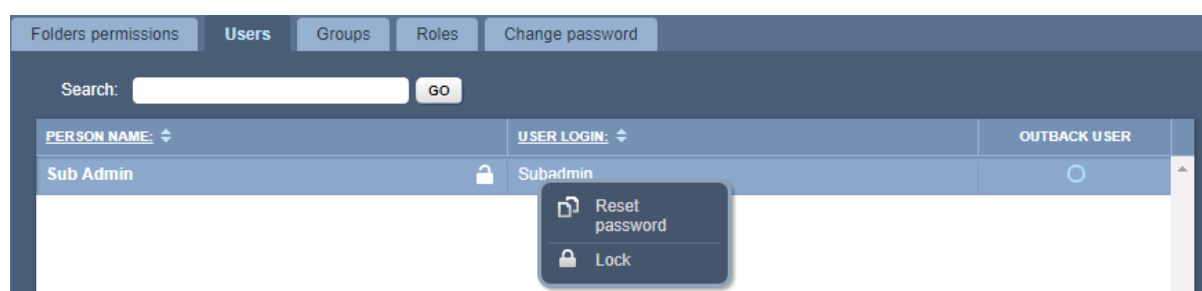 Folders permissions Users Groups Roles Change password
Search: GO
PERSON NAME: USER LOGIN: OUTBACK USER
Sub Admin Subadmin
Reset
password
Lock